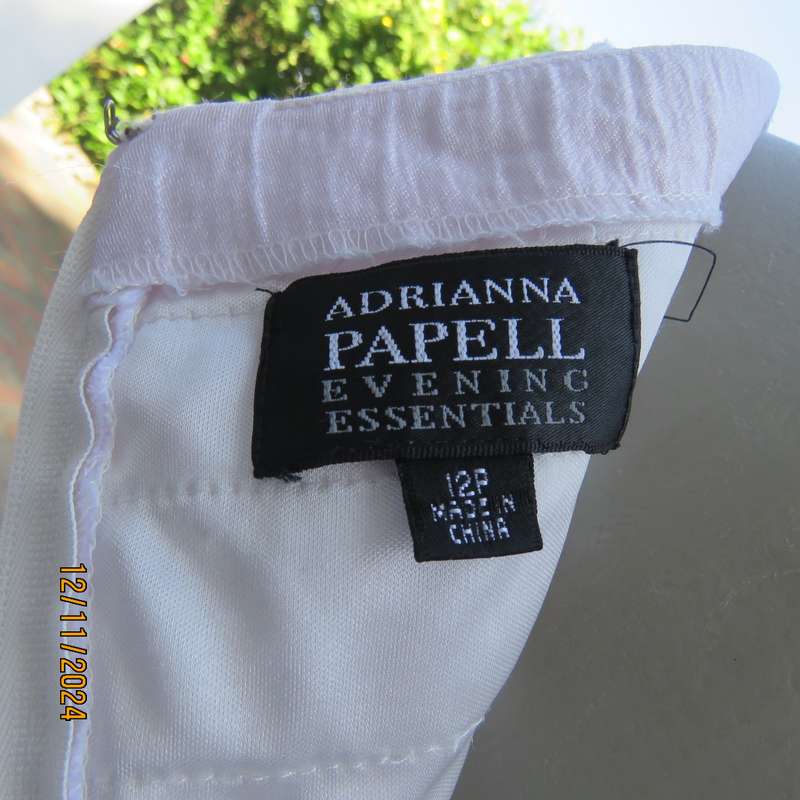 ADRIANNA
PAPELL
EVENING
ESSENTIALS
12P
MADE IN
CHINA
12/11/2024